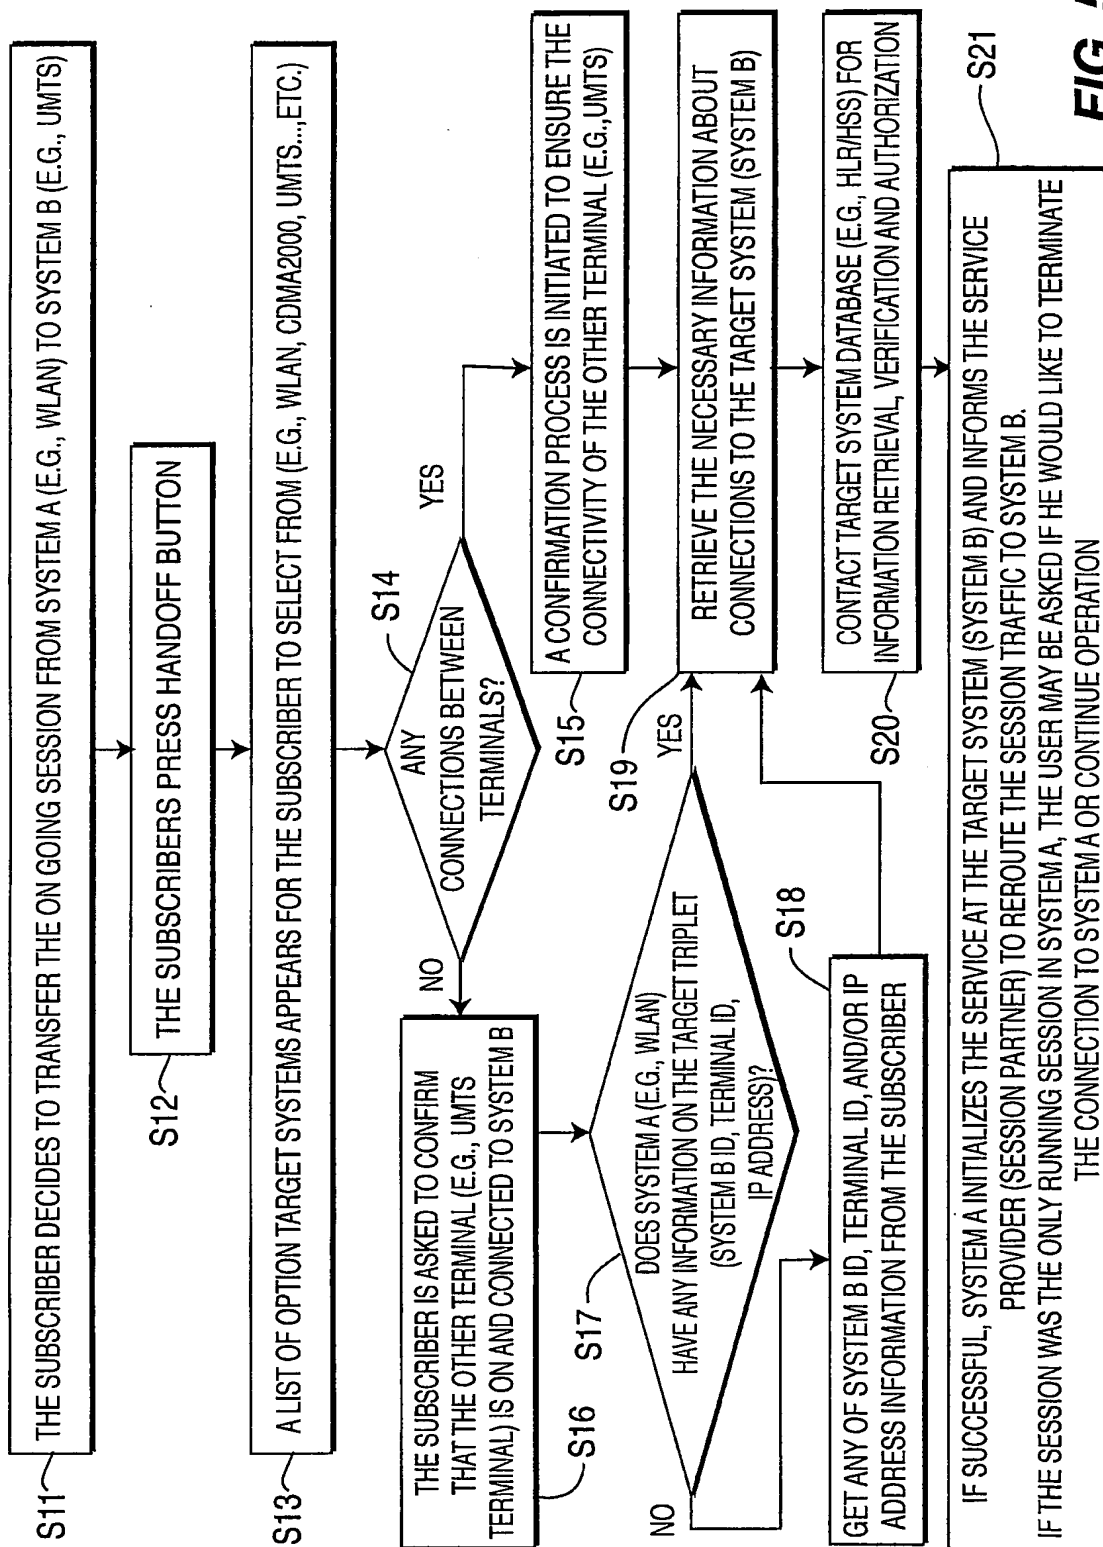 S11
THE SUBSCRIBER DECIDES TO TRANSFER THE ON GOING SESSION FROM SYSTEM A (E.G., WLAN) TO SYSTEM B (E.G., UMTS)
S12
THE SUBSCRIBERS PRESS HANDOFF BUTTON
S13
A LIST OF OPTION TARGET SYSTEMS APPEARS FOR THE SUBSCRIBER TO SELECT FROM (E.G., WLAN, CDMA2000, UMTS...,ETC.)
S14
ANY
CONNECTIONS BETWEEN
TERMINALS?
NO
YES
S15
A CONFIRMATION PROCESS IS INITIATED TO ENSURE THE
CONNECTIVITY OF THE OTHER TERMINAL (E.G.,UMTS)
S16
THE SUBSCRIBER IS ASKED TO CONFIRM
THAT THE OTHER TERMINAL (E.G., UMTS
TERMINAL) IS ON AND CONNECTED TO SYSTEM B
S17
DOES SYSTEM A (E.G., WLAN)
HAVE ANY INFORMATION ON THE TARGET TRIPLET
(SYSTEM B ID, TERMINAL ID,
IP ADDRESS)?
NO
YES
S18
GET ANY OF SYSTEM B ID, TERMINAL ID, AND/OR IP
ADDRESS INFORMATION FROM THE SUBSCRIBER
S19
RETRIEVE THE NECESSARY INFORMATION ABOUT
CONNECTIONS TO THE TARGET SYSTEM (SYSTEM B)
S20
CONTACT TARGET SYSTEM DATABASE (E.G., HLR/HSS) FOR
INFORMATION RETRIEVAL, VERIFICATION AND AUTHORIZATION
S21
IF SUCCESSFUL, SYSTEM A INITIALIZES THE SERVICE AT THE TARGET SYSTEM (SYSTEM B) AND INFORMS THE SERVICE
PROVIDER (SESSION PARTNER) TO REROUTE THE SESSION TRAFFIC TO SYSTEM B.
IF THE SESSION WAS THE ONLY RUNNING SESSION IN SYSTEM A, THE USER MAY BE ASKED IF HE WOULD LIKE TO TERMINATE
THE CONNECTION TO SYSTEM A OR CONTINUE OPERATION
FIG.